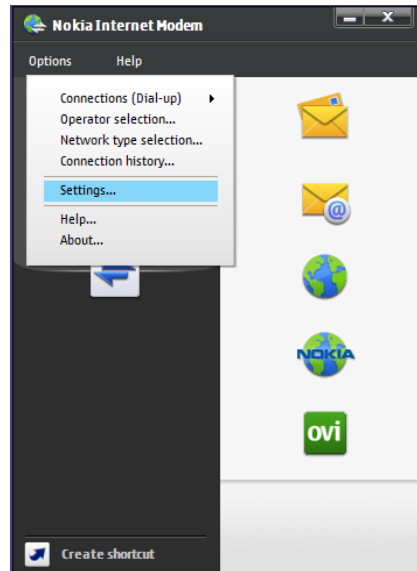 Nokia Internet Modem
Options Help
Connections (Dial-up)
Operator selection...
Network type selection...
Connection history...
Settings...
Help...
About...
@
NOKIA
ovi
Create shortcut